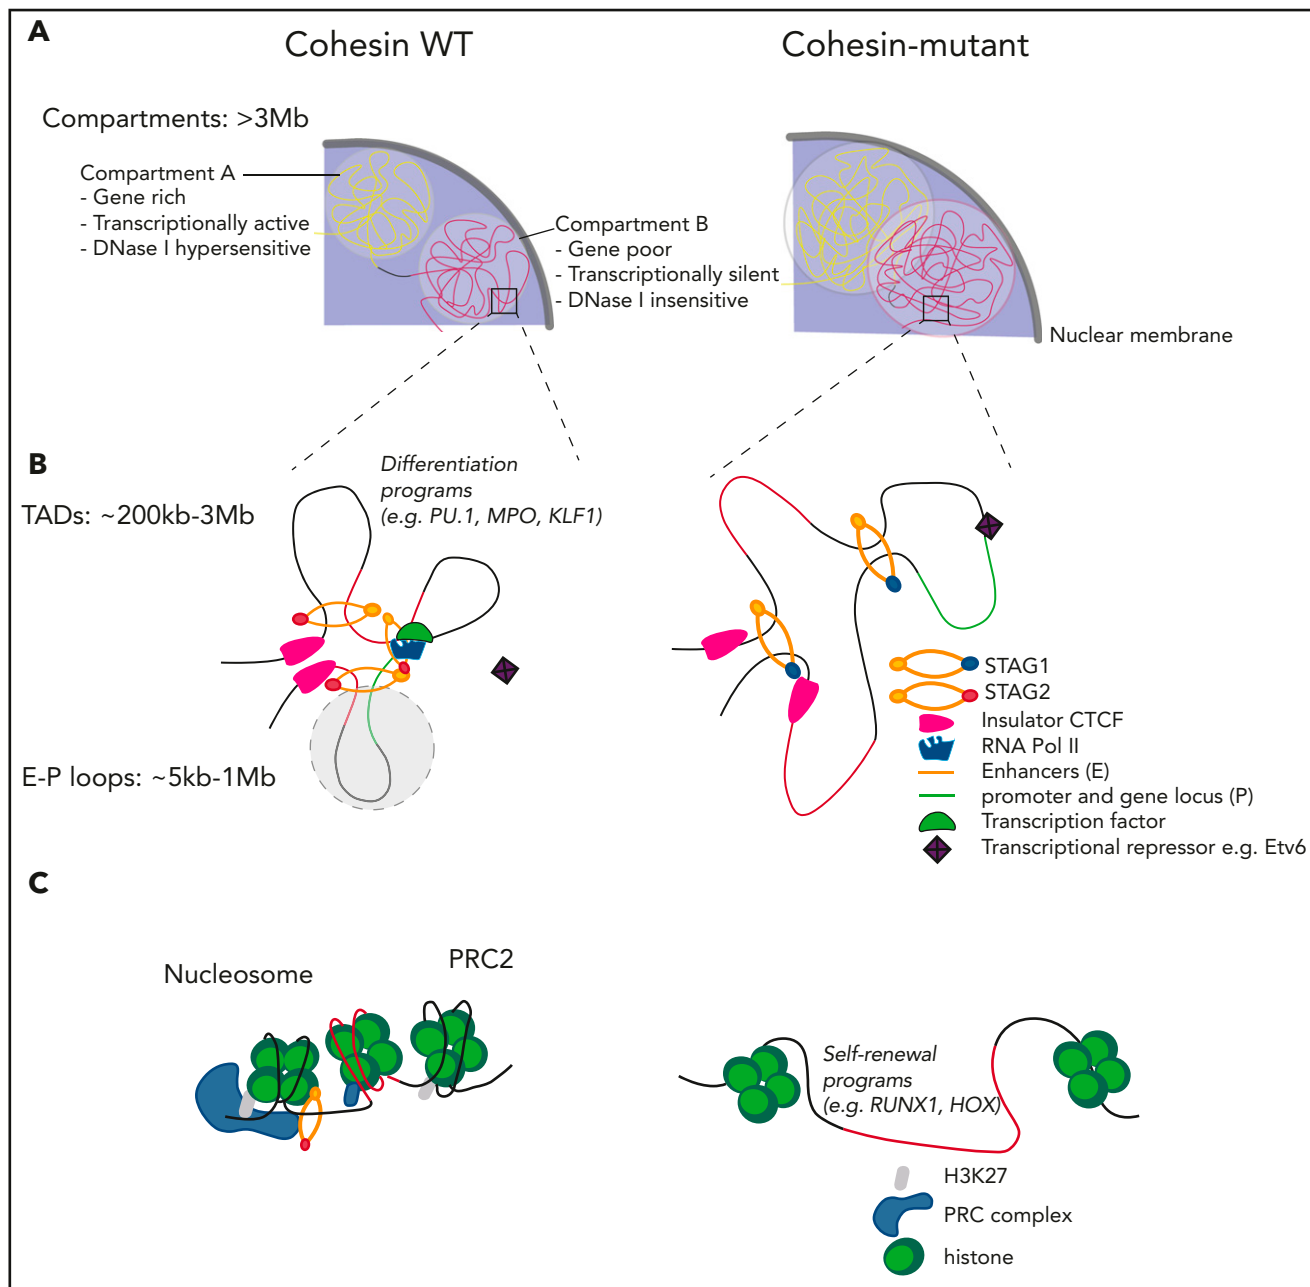 A
Cohesin WT
Cohesin-mutant
Compartments: >3Mb
Compartment A
- Gene rich
- Transcriptionally active
- DNase I hypersensitive
Compartment B
- Gene poor
- Transcriptionally silent
- DNase I insensitive
Nuclear membrane
B
Differentiation
programs
(e.g. PU.1, MPO, KLF1)
TADs: ~200kb-3Mb
E-P loops: ~5kb-1Mb
STAG1
STAG2
Insulator CTCF
RNA Pol II
Enhancers (E)
promoter and gene locus (P)
Transcription factor
Transcriptional repressor e.g. Etv6
C
Nucleosome
PRC2
Self-renewal
programs
(e.g. RUNX1, HOX)
H3K27
PRC complex
histone